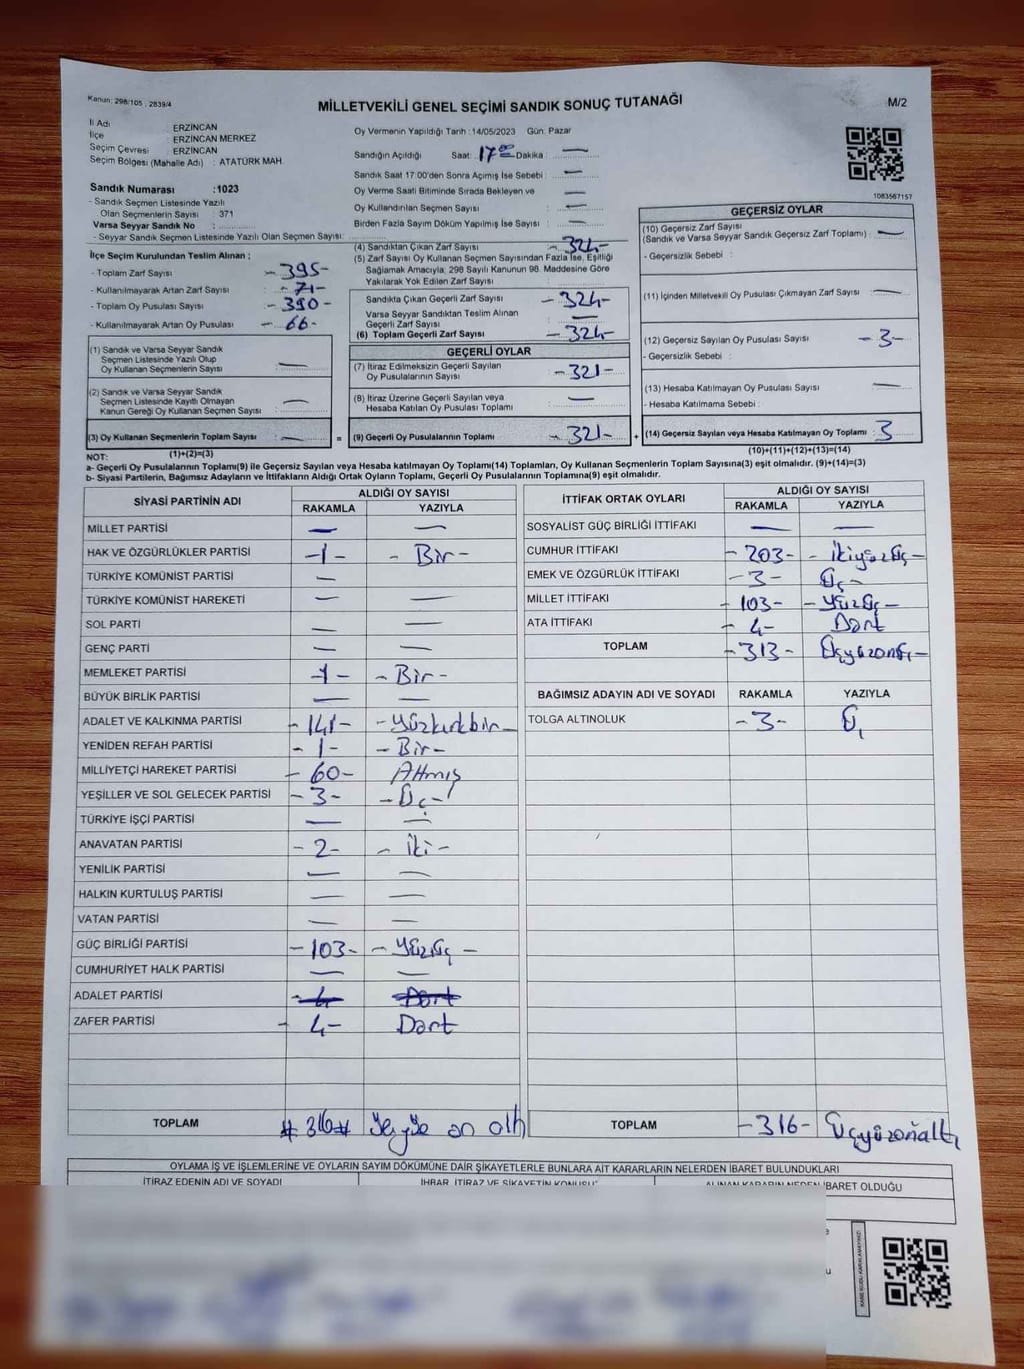 Kanun: 298/105 , 2839/4
MİLLETVEKİLİ GENEL SEÇİMİ SANDIK SONUÇ TUTANAĞI
M/2
İl Adı : ERZİNCAN
İlçe : ERZİNCAN MERKEZ
Seçim Çevresi : ERZİNCAN
Seçim Bölgesi (Mahalle Adı) : ATATÜRK MAH.
Sandık Numarası :1023
- Sandık Seçmen Listesinde Yazılı
Olan Seçmenlerin Sayısı : 371
Varsa Seyyar Sandık No :
- Seyyar Sandık Seçmen Listesinde Yazılı Olan Seçmen Sayısı:
İlçe Seçim Kurulundan Teslim Alınan ;
- Toplam Zarf Sayısı : - 395-
- Kullanılmayarak Artan Zarf Sayısı : - 71-
- Toplam Oy Pusulası Sayısı : - 390-
- Kullanılmayarak Artan Oy Pusulası : - 66-
(1) Sandık ve Varsa Seyyar Sandık
Seçmen Listesinde Yazılı Olup
Oy Kullanan Seçmenlerin Sayısı : —
(2) Sandık ve Varsa Seyyar Sandık
Seçmen Listesinde Kayıtlı Olmayan
Kanun Gereği Oy Kullanan Seçmen Sayısı : —
(3) Oy Kullanan Seçmenlerin Toplam Sayısı : —
Oy Vermenin Yapıldığı Tarih :14/05/2023 Gün: Pazar
Sandığın Açıldığı Saat: 17 00 Dakika : —
Sandık Saat 17:00'den Sonra Açımış İse Sebebi : —
Oy Verme Saati Bitiminde Sırada Bekleyen ve —
Oy Kullandırılan Seçmen Sayısı : —
Birden Fazla Sayım Döküm Yapılmış İse Sayısı : —
(4) Sandıktan Çıkan Zarf Sayısı : - 324-
(5) Zarf Sayısı Oy Kullanan Seçmen Sayısından Fazla İse, Eşitliği
Sağlamak Amacıyla; 298 Sayılı Kanunun 98. Maddesine Göre
Yakılarak Yok Edilen Zarf Sayısı :
Sandıkta Çıkan Geçerli Zarf Sayısı : - 324-
Varsa Seyyar Sandıktan Teslim Alınan
Geçerli Zarf Sayısı : —
(6) Toplam Geçerli Zarf Sayısı : - 324-
GEÇERLİ OYLAR
(7) İtiraz Edilmeksizin Geçerli Sayılan
Oy Pusulalarının Sayısı : -321-
(8) İtiraz Üzerine Geçerli Sayılan veya
Hesaba Katılan Oy Pusulası Toplamı : —
= (9) Geçerli Oy Pusulalarının Toplamı : - 321-
1083567157
GEÇERSİZ OYLAR
(10) Geçersiz Zarf Sayısı
(Sandık ve Varsa Seyyar Sandık Geçersiz Zarf Toplamı) : —
- Geçersizlik Sebebi :
(11) İçinden Milletvekili Oy Pusulası Çıkmayan Zarf Sayısı : —
(12) Geçersiz Sayılan Oy Pusulası Sayısı : -3-
- Geçersizlik Sebebi :
(13) Hesaba Katılmayan Oy Pusulası Sayısı : —
- Hesaba Katılmama Sebebi :
+ (14) Geçersiz Sayılan veya Hesaba Katılmayan Oy Toplamı : 3
NOT: (1)+(2)=(3) (10)+(11)+(12)+(13)=(14)
a- Geçerli Oy Pusulalarının Toplamı(9) ile Geçersiz Sayılan veya Hesaba katılmayan Oy Toplamı(14) Toplamları, Oy Kullanan Seçmenlerin Toplam Sayısına(3) eşit olmalıdır. (9)+(14)=(3)
b- Siyasi Partilerin, Bağımsız Adayların ve İttifakların Aldığı Ortak Oyların Toplamı, Geçerli Oy Pusulalarının Toplamına(9) eşit olmalıdır.
SİYASİ PARTİNİN ADI ALDIĞI OY SAYISI
RAKAMLA YAZIYLA
MİLLET PARTİSİ — —
HAK VE ÖZGÜRLÜKLER PARTİSİ -1- - Bir-
TÜRKİYE KOMÜNİST PARTİSİ —
TÜRKİYE KOMÜNİST HAREKETİ — —
SOL PARTİ — —
GENÇ PARTİ — —
MEMLEKET PARTİSİ -1- - Bir-
BÜYÜK BİRLİK PARTİSİ — —
ADALET VE KALKINMA PARTİSİ - 141- -Yüzkırkbir-
YENİDEN REFAH PARTİSİ - 1- - Bir-
MİLLİYETÇİ HAREKET PARTİSİ - 60- Altmış
YEŞİLLER VE SOL GELECEK PARTİSİ - 3- - Üç-
TÜRKİYE İŞÇİ PARTİSİ — —
ANAVATAN PARTİSİ - 2- - İki-
YENİLİK PARTİSİ — —
HALKIN KURTULUŞ PARTİSİ — —
VATAN PARTİSİ — —
GÜÇ BİRLİĞİ PARTİSİ - 103- - Yüzüç -
CUMHURİYET HALK PARTİSİ — —
ADALET PARTİSİ - 4- Dört
ZAFER PARTİSİ - 4- Dört
TOPLAM # 316 #
İTTİFAK ORTAK OYLARI ALDIĞI OY SAYISI
RAKAMLA YAZIYLA
SOSYALİST GÜÇ BİRLİĞİ İTTİFAKI — —
CUMHUR İTTİFAKI - 203- - İkiyüzüç-
EMEK VE ÖZGÜRLÜK İTTİFAKI - 3- Üç -
MİLLET İTTİFAKI - 103- - Yüzüç-
ATA İTTİFAKI - 4- Dört
TOPLAM - 313-
BAĞIMSIZ ADAYIN ADI VE SOYADI RAKAMLA YAZIYLA
TOLGA ALTINOLUK - 3- Üç
TOPLAM -316- Üçyüzonaltı
OYLAMA İŞ VE İŞLEMLERİNE VE OYLARIN SAYIM DÖKÜMÜNE DAİR ŞİKAYETLERLE BUNLARA AİT KARARLARIN NELERDEN İBARET BULUNDUKLARI
İTİRAZ EDENİN ADI VE SOYADI İHBAR, İTİRAZ VE ŞİKAYETİN KONUSU ALINAN KARARIN NEDEN İBARET OLDUĞU